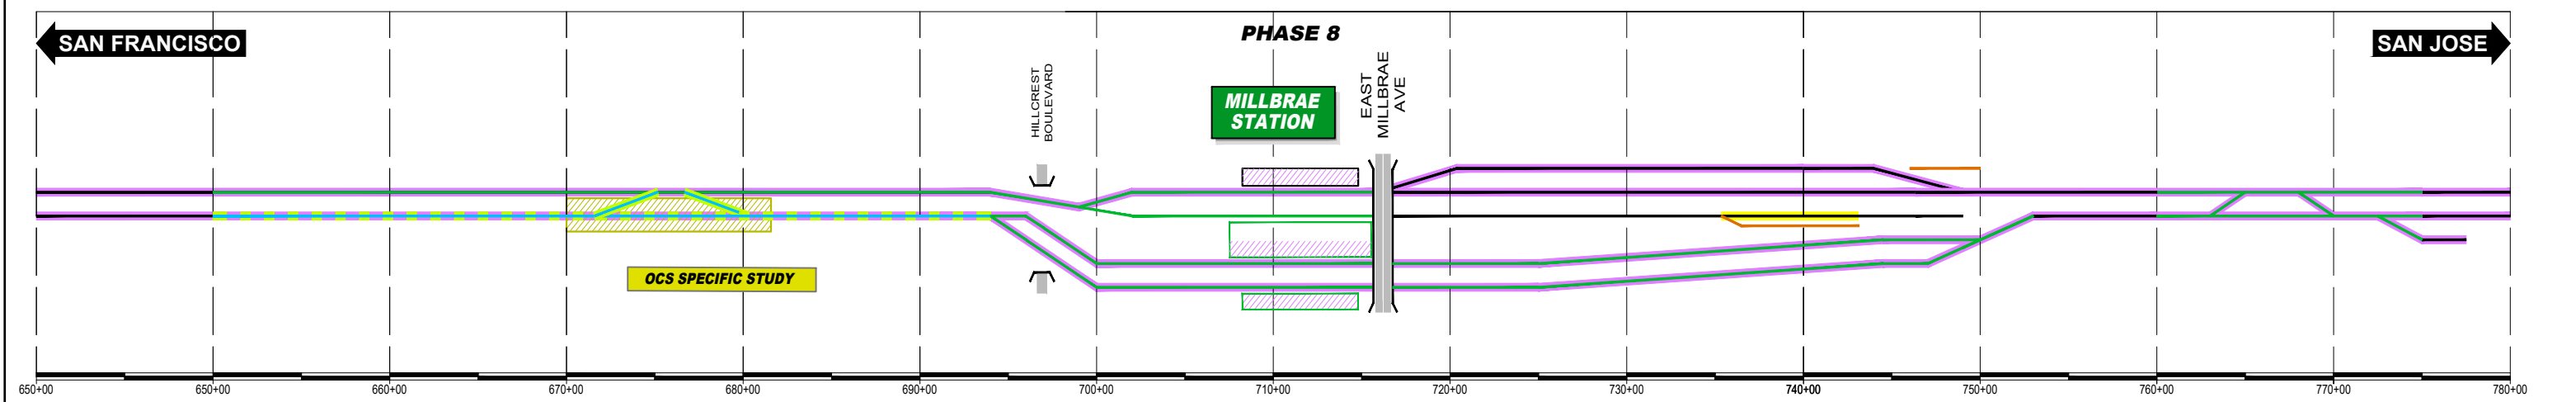 PHASE 8
SAN FRANCISCO
SAN JOSE
HILLCREST
BOULEVARD
MILLBRAE
STATION
EAST
MILLBRAE
AVE
OCS SPECIFIC STUDY
650+00 650+00 660+00 670+00 680+00 690+00 700+00 710+00 720+00 730+00 740+00 750+00 760+00 770+00 780+00